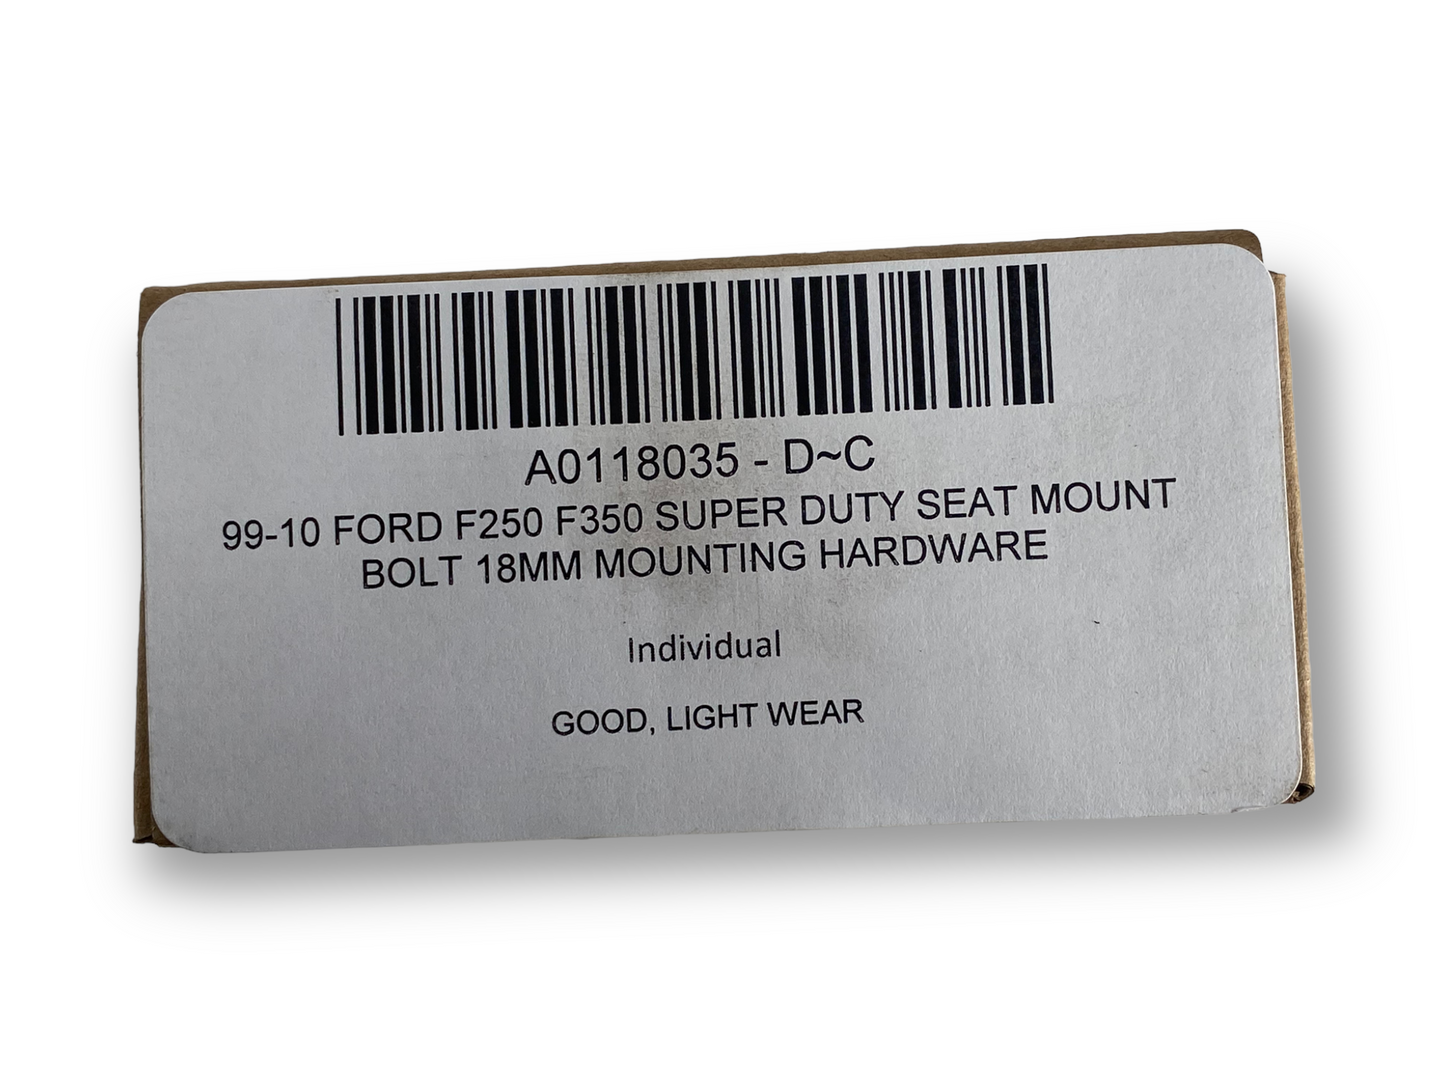 A0118035 - D~C
99-10 FORD F250 F350 SUPER DUTY SEAT MOUNT
BOLT 18MM MOUNTING HARDWARE
Individual
GOOD, LIGHT WEAR